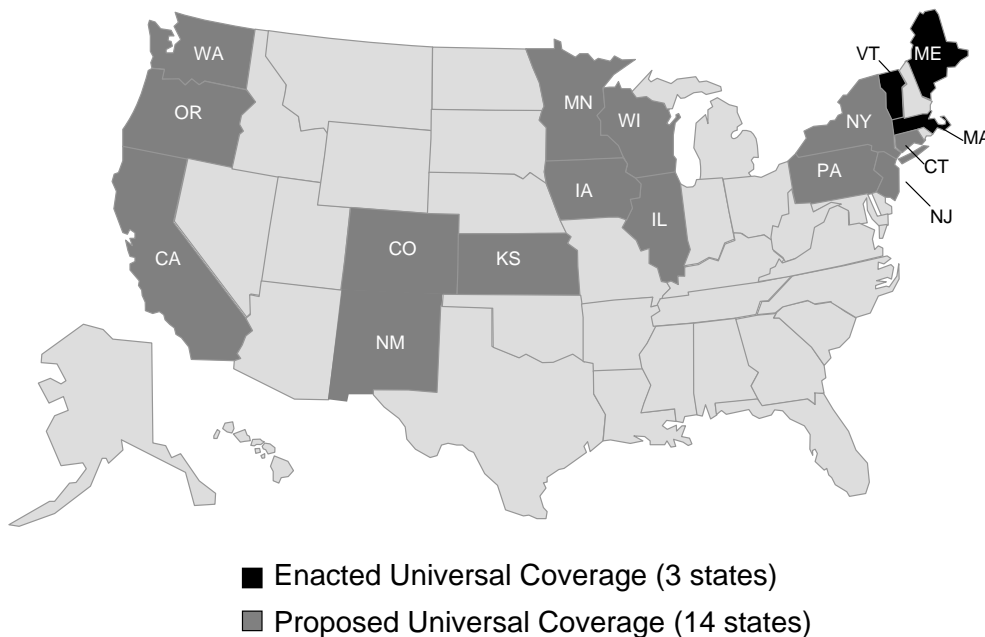 WA
VT
ME
OR
MN
WI
NY
MA
CT
PA
IA
NJ
IL
CO
KS
CA
NM
Enacted Universal Coverage (3 states)
Proposed Universal Coverage (14 states)